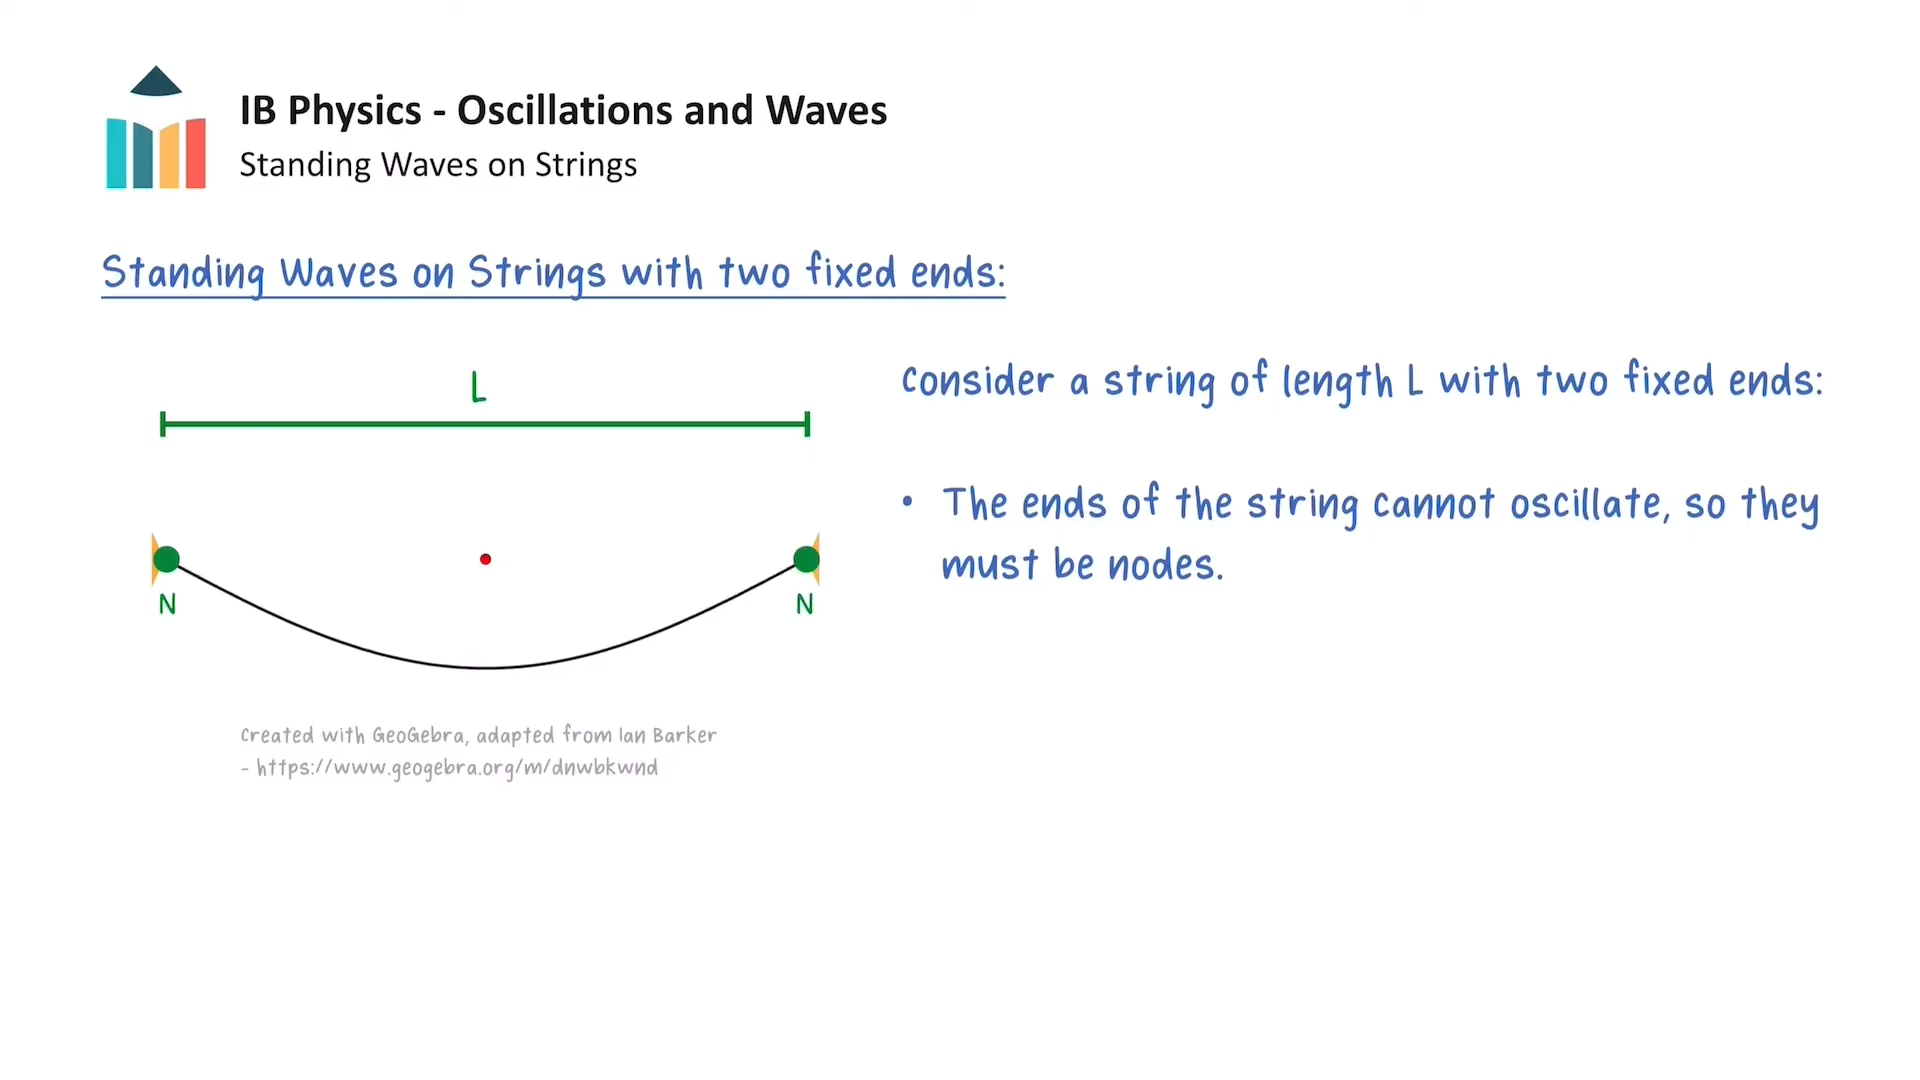 IB Physics - Oscillations and Waves
Standing Waves on Strings
Standing Waves on Strings with two fixed ends:
L
N
N
Created with GeoGebra, adapted from Ian Barker
- https://www.geogebra.org/m/dnwbkwnd
Consider a string of length L with two fixed ends:
• The ends of the string cannot oscillate, so they
must be nodes.